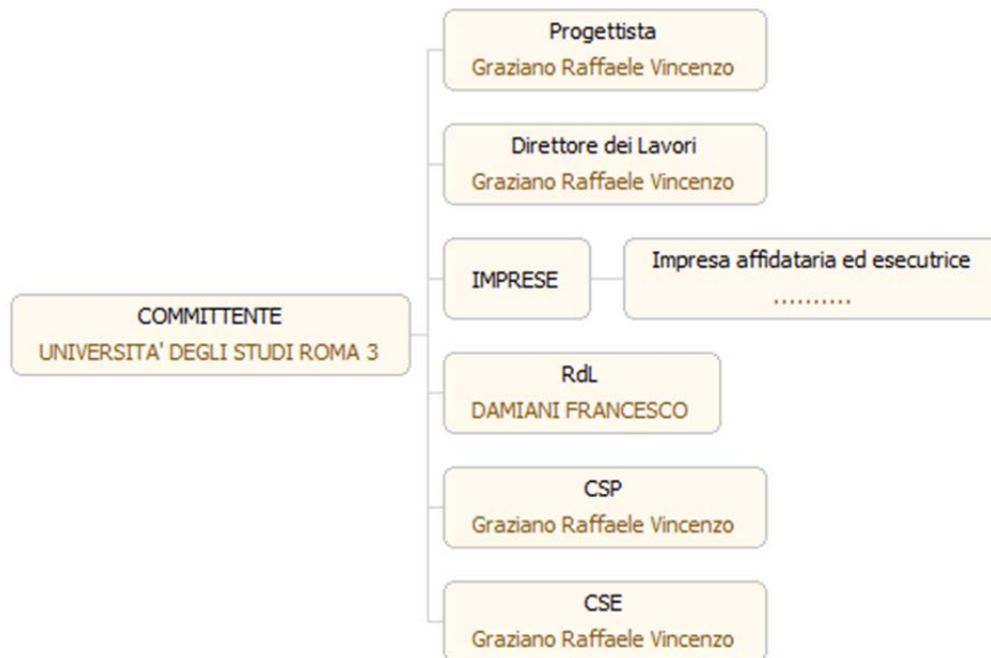 Progettista
Graziano Raffaele Vincenzo
Direttore dei Lavori
Graziano Raffaele Vincenzo
IMPRESE
Impresa affidataria ed esecutrice
..........
COMMITTENTE
UNIVERSITA' DEGLI STUDI ROMA 3
RdL
DAMIANI FRANCESCO
CSP
Graziano Raffaele Vincenzo
CSE
Graziano Raffaele Vincenzo